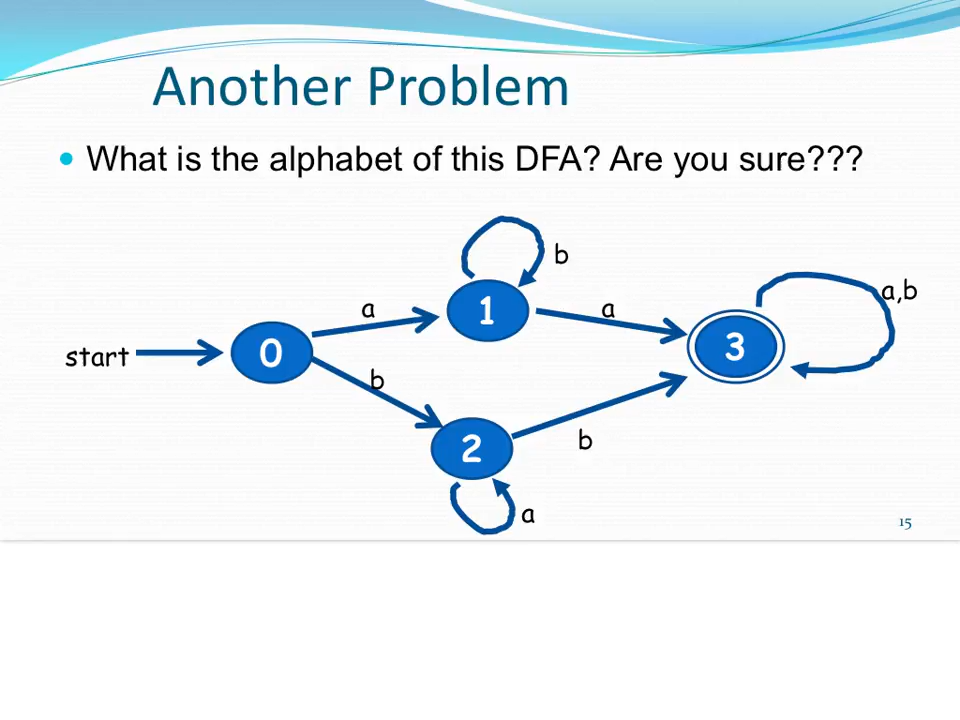 Another Problem
What is the alphabet of this DFA? Are you sure???
b
a,b
a
1
a
start
0
3
b
2
b
a
15